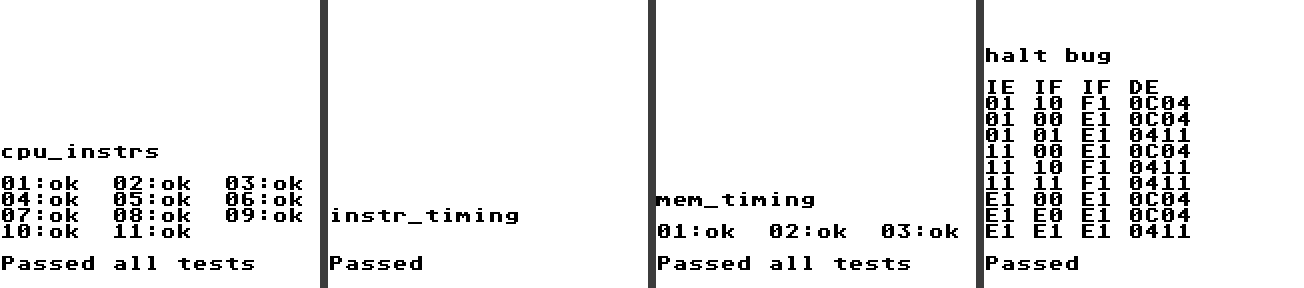 cpu_instrs
01:ok 02:ok 03:ok
04:ok 05:ok 06:ok
07:ok 08:ok 09:ok
10:ok 11:ok
Passed all tests
instr_timing
Passed
mem_timing
01:ok 02:ok 03:ok
Passed all tests
halt bug
IE IF IF DE
01 10 F1 0C04
01 00 E1 0C04
01 01 E1 0411
11 00 E1 0C04
11 10 F1 0411
11 11 F1 0411
E1 00 E1 0C04
E1 E0 E1 0C04
E1 E1 E1 0411
Passed